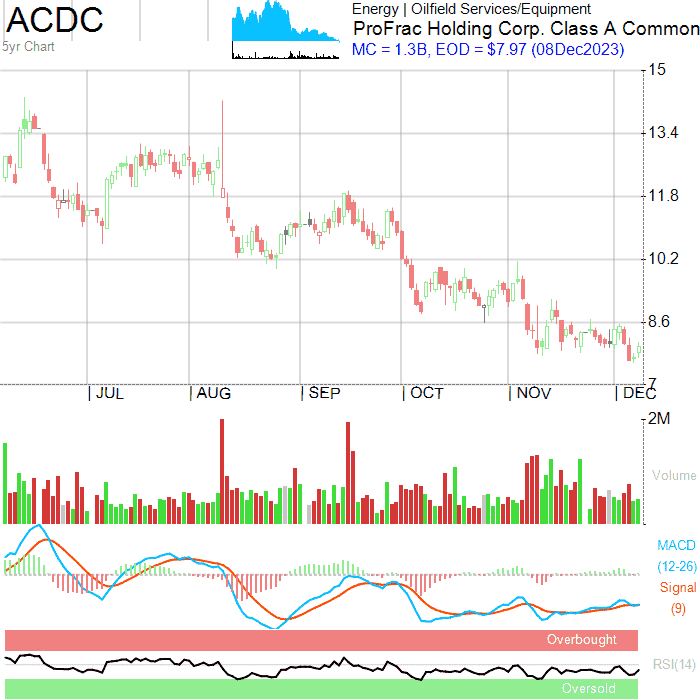 ACDC
5yr Chart
Energy | Oilfield Services/Equipment
ProFrac Holding Corp. Class A Common
MC = 1.3B, EOD = $7.97 (08Dec2023)
15
13.4
11.8
10.2
8.6
7
JUL AUG SEP OCT NOV DEC
2M
Volume
MACD
(12-26)
Signal
(9)
Overbought
RSI(14)
Oversold